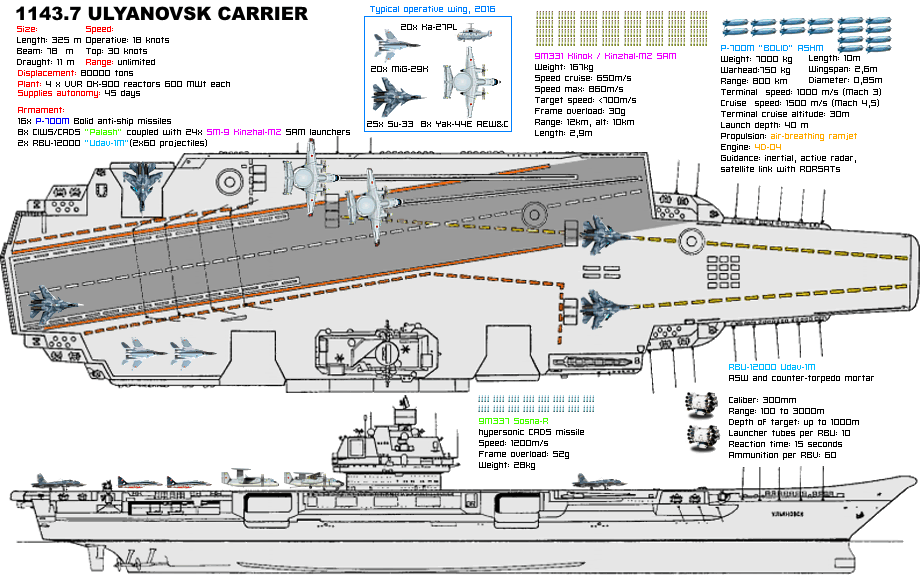 1143.7 ULYANOVSK CARRIER
Size: Speed:
Length: 325 m Operative: 18 knots
Beam: 78 m Top: 30 knots
Draught: 11 m Range: unlimited
Displacement: 80000 tons
Plant: 4 x VVR OK-900 reactors 600 MWt each
Supplies autonomy: 45 days
Armament:
16x P-700M Bolid anti-ship missiles
8x CIWS/CADS "Palash" coupled with 24x SM-9 Kinzhal-M2 SAM launchers
2x RBU-12000 "Udav-1M"(2x60 projectiles)
Typical operative wing, 2016
20x Ka-27PL
20x MiG-29K
25x Su-33 8x Yak-44E AEW&C
9M331 Klinok / Kinzhal-M2 SAM
Weight: 167kg
Speed cruise: 650m/s
Speed max: 860m/s
Target speed: <700m/s
Frame overload: 30g
Range: 12km, alt: 10km
Length: 2,9m
P-700M "BOLID" ASHM
Weight: 7000 kg Length: 10m
Warhead:750 kg Wingspan: 2,6m
Range: 800 km Diameter: 0,85m
Terminal speed: 1000 m/s (Mach 3)
Cruise speed: 1500 m/s (Mach 4,5)
Terminal cruise altitude: 30m
Launch depth: 40 m
Propulsion: air-breathing ramjet
Engine: 4D-04
Guidance: inertial, active radar,
satellite link with RORSATs
RBU-12000 Udav-1M
ASW and counter-torpedo mortar
Caliber: 300mm
Range: 100 to 3000m
Depth of target: up to 1000m
Launcher tubes per RBU: 10
Reaction time: 15 seconds
Ammunition per RBU: 60
9M337 Sosna-R
hypersonic CADS missile
Speed: 1200m/s
Frame overload: 52g
Weight: 28kg
УЛЬЯНОВСК